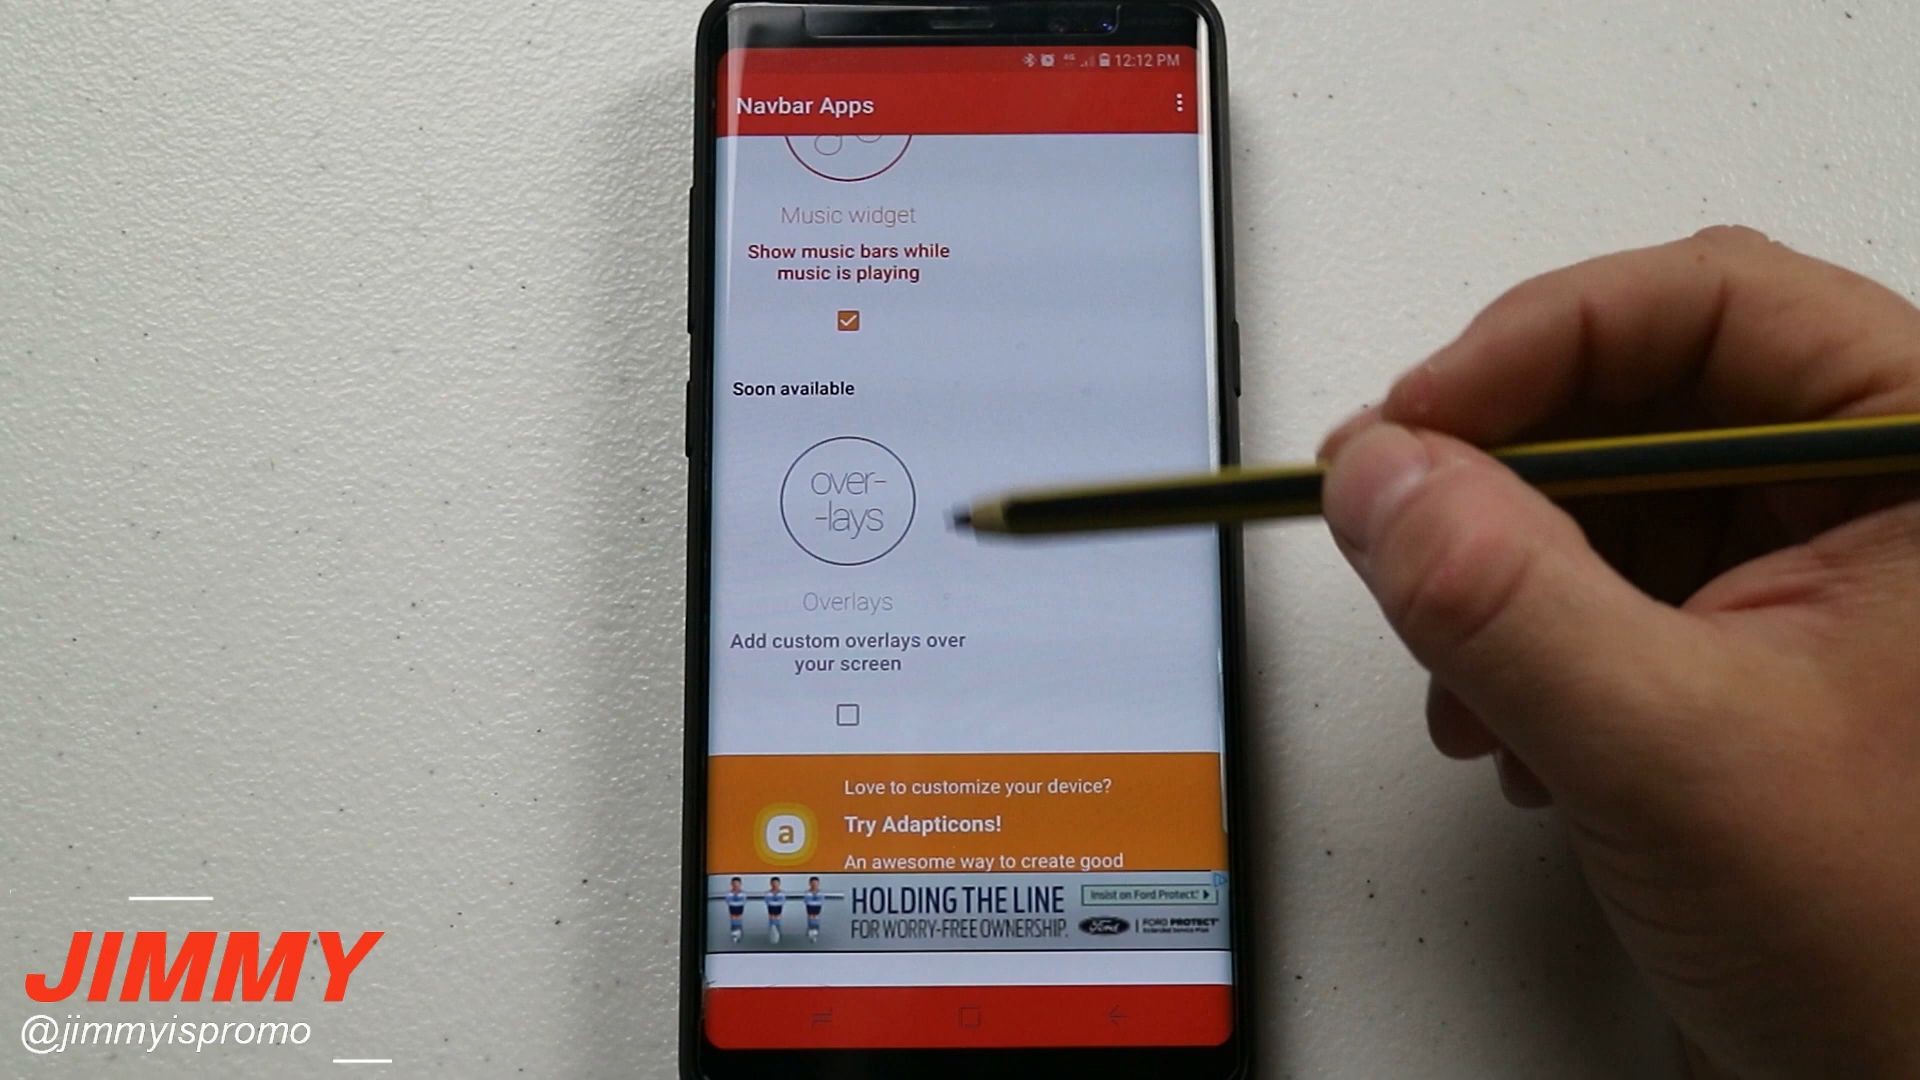 12:12 PM
Navbar Apps
Music widget
Show music bars while
music is playing
Soon available
over-
-lays
Overlays
Add custom overlays over
your screen
Love to customize your device?
a
Try Adapticons!
An awesome way to create good
HOLDING THE LINE
FOR WORRY-FREE OWNERSHIP.
Insist on Ford Protect.
Ford
FORD PROTECT
Extended Service Plan
JIMMY
@jimmyispromo